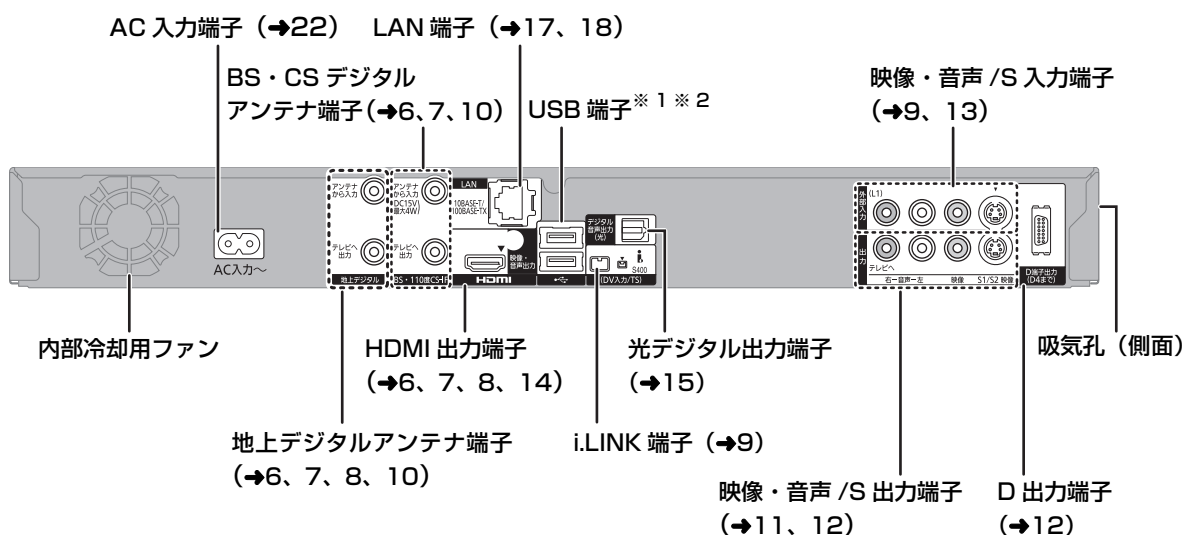 AC 入力端子（➜22）
LAN 端子（➜17、18）
BS・CS デジタル
アンテナ端子（➜6、7、10）
USB 端子※1※2
映像・音声 /S 入力端子
（➜9、13）
アンテナ
から入力
アンテナ
から入力
DC15V
最大4W
LAN
10BASE-T/
100BASE-TX
デジタル
音声出力
（光）
外部入力
(L1)
テレビへ
出力
テレビへ
出力
映像・
音声出力
S400
出力
AC入力～
地上デジタル
BS・110度CS-IF
HDMI
(DV入力/TS)
テレビへ
右ー音声ー左
映像
S1/S2 映像
D端子出力
(D4まで)
内部冷却用ファン
HDMI 出力端子
（➜6、7、8、14）
光デジタル出力端子
（➜15）
吸気孔（側面）
地上デジタルアンテナ端子
（➜6、7、8、10）
i.LINK 端子（➜9）
映像・音声 /S 出力端子
（➜11、12）
D 出力端子
（➜12）